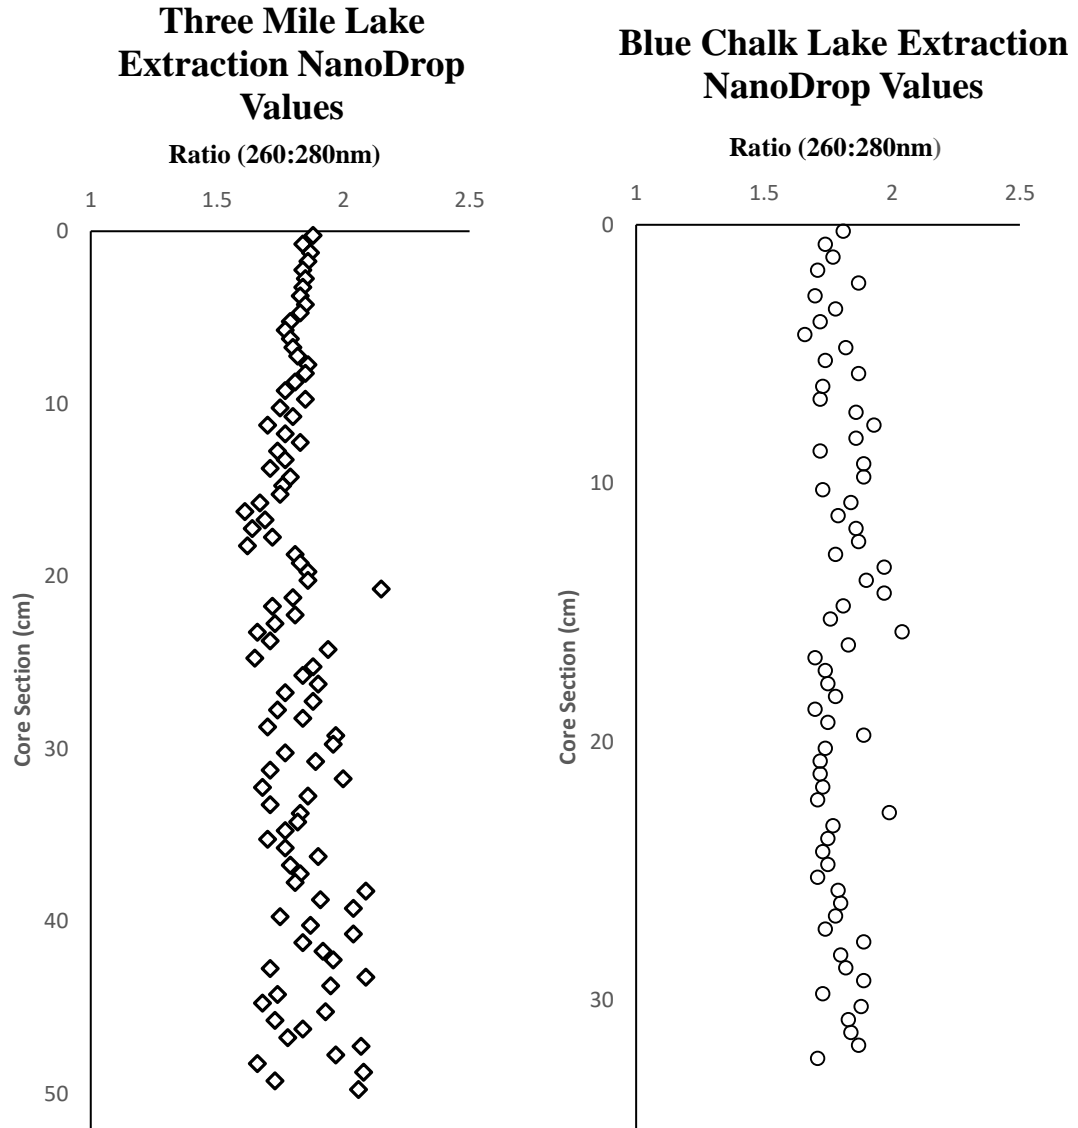 Three Mile Lake
Extraction NanoDrop
Values
Ratio (260:280nm)
1 1.5 2 2.5
0
10
20
30
40
50
Core Section (cm)
Blue Chalk Lake Extraction
NanoDrop Values
Ratio (260:280nm)
1 1.5 2 2.5
0
10
20
30
Core Section (cm)